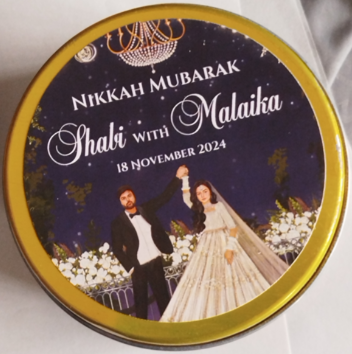 NIKKAH MUBARAK
Shabi WITH Malaika
18 NOVEMBER 2024